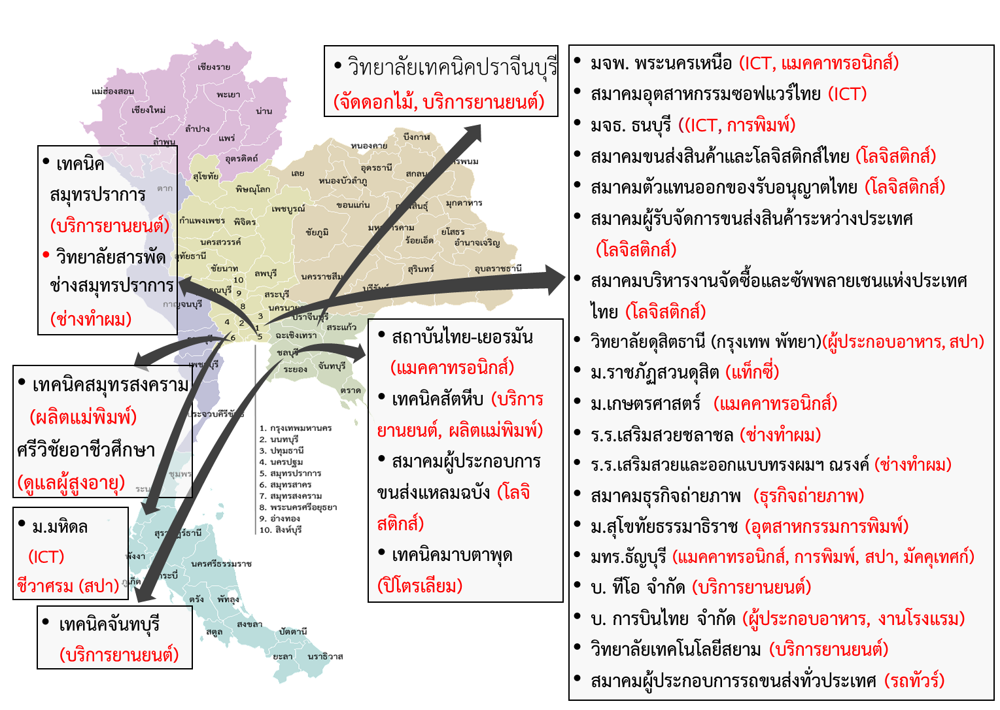 เชียงราย
แม่ฮ่องสอน
พะเยา
เชียงใหม่
น่าน
ลำปาง
แพร่
ลำพูน
อุตรดิตถ์
ตาก
สุโขทัย
พิษณุโลก
เพชรบูรณ์
กำแพงเพชร
พิจิตร
นครสวรรค์
อุทัยธานี
ชัยนาท
ลพบุรี
10
9
8
สระบุรี
กาญจนบุรี
3
4
2
1
5
6
ปราจีนบุรี
สระแก้ว
ฉะเชิงเทรา
ชลบุรี
ระยอง
จันทบุรี
ตราด
เลย
หนองคาย
บึงกาฬ
อุดรธานี
หนองบัวลำภู
สกลน
รพนม
ขอนแก่น
มุกดาหาร
ชัยภูมิ
ร้อยเอ็ด
ยโสธร
อำนาจเจริญ
สุรินทร์
อุบลราชธานี
นครราชสีม
ชุมพร
ระน
พังงา
ภูเก็ต
นครศรีธรรมราช
ตรัง
พัทลุง
สตูล
สงขลา
ปัตตานี
ยะลา
นราธิวาส
1. กรุงเทพมหานคร
2. นนทบุรี
3. ปทุมธานี
4. นครปฐม
5. สมุทรปราการ
6. สมุทรสาคร
7. สมุทรสงคราม
8. พระนครศรีอยุธยา
9. อ่างทอง
10. สิงห์บุรี
• เทคนิค
สมุทรปราการ
(บริการยานยนต์)
• วิทยาลัยสารพัด
ช่างสมุทรปราการ
(ช่างทำผม)
• เทคนิคสมุทรสงคราม
(ผลิตแม่พิมพ์)
ศรีวิชัยอาชีวศึกษา
(ดูแลผู้สูงอายุ)
• ม.มหิดล
(ICT)
ชีวาศรม (สปา)
• เทคนิคจันทบุรี
(บริการยานยนต์)
• วิทยาลัยเทคนิคปราจีนบุรี
(จัดดอกไม้, บริการยานยนต์)
• สถาบันไทย-เยอรมัน
(แมคคาทรอนิกส์)
• เทคนิคสัตหีบ (บริการ
ยานยนต์, ผลิตแม่พิมพ์)
• สมาคมผู้ประกอบการ
ขนส่งแหลมฉบัง (โลจิ
สติกส์)
• เทคนิคมาบตาพุด
(ปิโตรเลียม)
• มจพ. พระนครเหนือ (ICT, แมคคาทรอนิกส์)
• สมาคมอุตสาหกรรมซอฟแวร์ไทย (ICT)
• มจธ. ธนบุรี ((ICT, การพิมพ์)
• สมาคมขนส่งสินค้าและโลจิสติกส์ไทย (โลจิสติกส์)
• สมาคมตัวแทนออกของรับอนุญาตไทย (โลจิสติกส์)
• สมาคมผู้รับจัดการขนส่งสินค้าระหว่างประเทศ
(โลจิสติกส์)
• สมาคมบริหารงานจัดซื้อและซัพพลายเชนแห่งประเทศ
ไทย (โลจิสติกส์)
• วิทยาลัยดุสิตธานี (กรุงเทพ พัทยา)(ผู้ประกอบอาหาร, สปา)
• ม.ราชภัฏสวนดุสิต (แท็กซี่)
• ม.เกษตรศาสตร์ (แมคคาทรอนิกส์)
• ร.ร.เสริมสวยชลาชล (ช่างทำผม)
• ร.ร.เสริมสวยและออกแบบทรงผมฯ ณรงค์ (ช่างทำผม)
• สมาคมธุรกิจถ่ายภาพ (ธุรกิจถ่ายภาพ)
• ม.สุโขทัยธรรมาธิราช (อุตสาหกรรมการพิมพ์)
• มทร.ธัญบุรี (แมคคาทรอนิกส์, การพิมพ์, สปา, มัคคุเทศก์)
• บ. ทีโอ จำกัด (บริการยานยนต์)
• บ. การบินไทย จำกัด (ผู้ประกอบอาหาร, งานโรงแรม)
• วิทยาลัยเทคโนโลยีสยาม (บริการยานยนต์)
• สมาคมผู้ประกอบการรถขนส่งทั่วประเทศ (รถทัวร์)